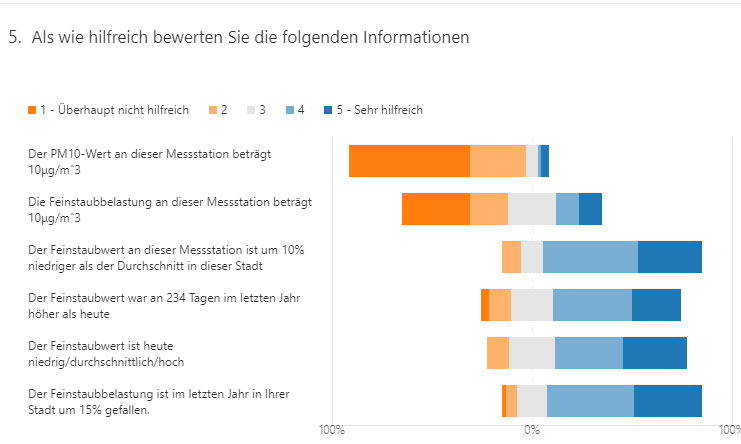 5. Als wie hilfreich bewerten Sie die folgenden Informationen
1 - Überhaupt nicht hilfreich 2 3 4 5 - Sehr hilfreich
Der PM10-Wert an dieser Messstation beträgt
10µg/m^3
Die Feinstaubbelastung an dieser Messstation beträgt
10µg/m^3
Der Feinstaubwert an dieser Messstation ist um 10%
niedriger als der Durchschnitt in dieser Stadt
Der Feinstaubwert war an 234 Tagen im letzten Jahr
höher als heute
Der Feinstaubwert ist heute
niedrig/durchschnittlich/hoch
Der Feinstaubbelastung ist im letzten Jahr in Ihrer
Stadt um 15% gefallen.
100% 0% 100%